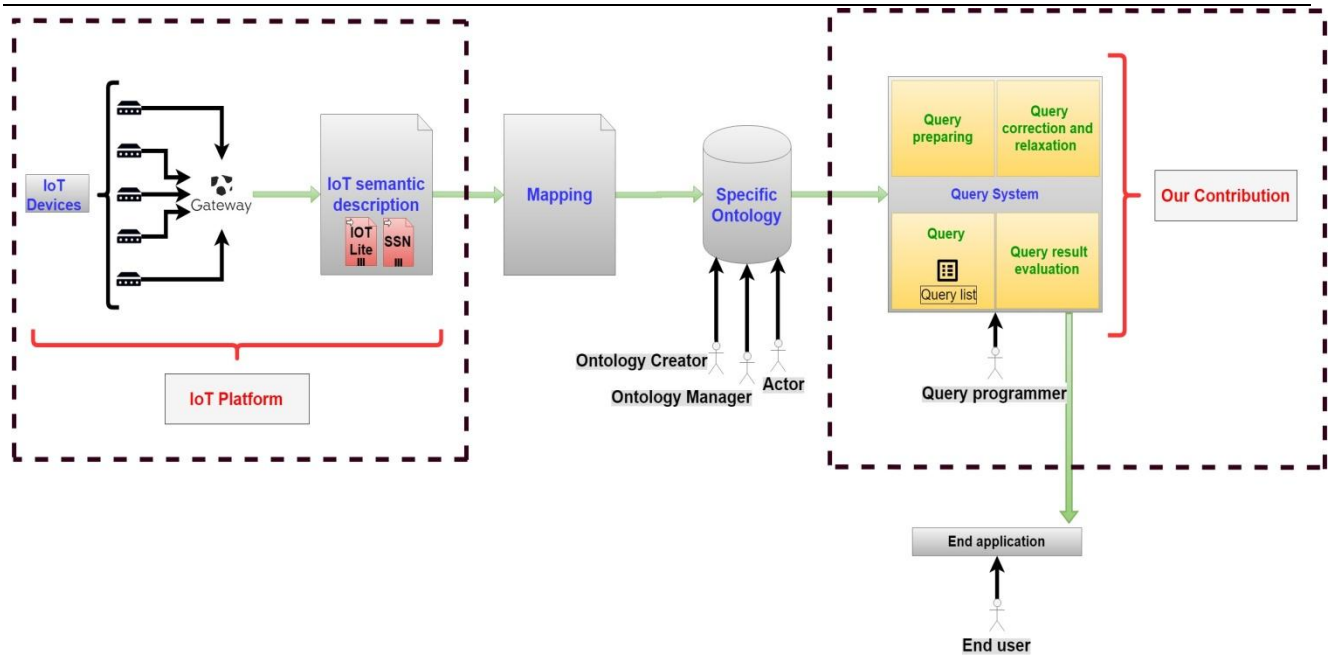 IoT
Devices
Gateway
IoT semantic
description
IOT
Lite
SSN
IoT Platform
Mapping
Specific
Ontology
Ontology Creator
Ontology Manager
Actor
Query
preparing
Query
correction and
relaxation
Query System
Query
Query list
Query result
evaluation
Query programmer
Our Contribution
End application
End user